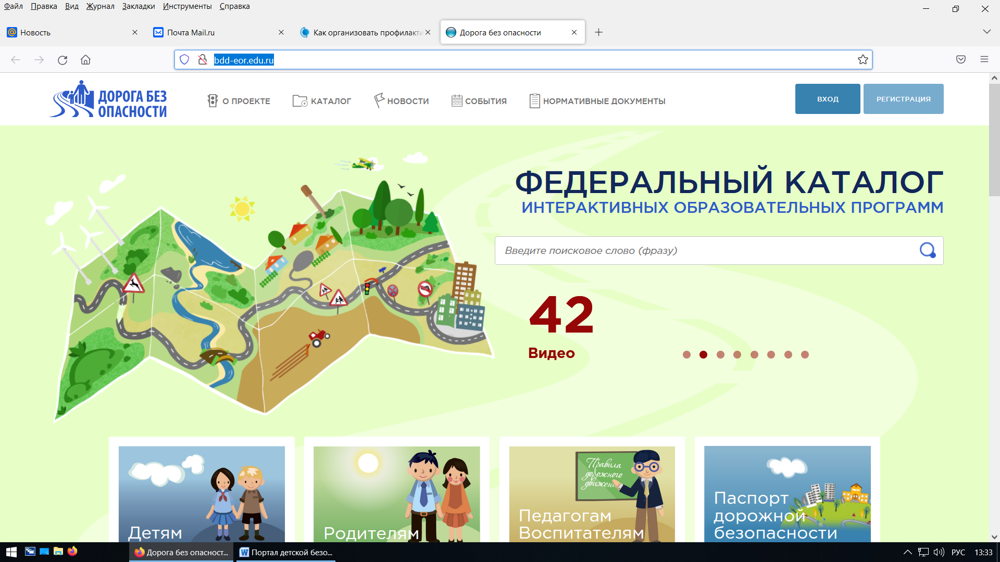 Файл Правка Вид Журнал Закладки Инструменты Справка
Новость
Почта Mail.ru
Как организовать профилакти
Дорога без опасности
bdd-eor.edu.ru
ДОРОГА БЕЗ
ОПАСНОСТИ
О ПРОЕКТЕ
КАТАЛОГ
НОВОСТИ
СОБЫТИЯ
НОРМАТИВНЫЕ ДОКУМЕНТЫ
ВХОД
РЕГИСТРАЦИЯ
ФЕДЕРАЛЬНЫЙ КАТАЛОГ
ИНТЕРАКТИВНЫХ ОБРАЗОВАТЕЛЬНЫХ ПРОГРАММ
Введите поисковое слово (фразу)
42
Видео
Детям
Родителям
Правила
дорожного
движен
Педагогам
Воспитателям
Паспорт
дорожной
безопасности
Дорога без опасност...
Портал детской безо...
РУС
13:33